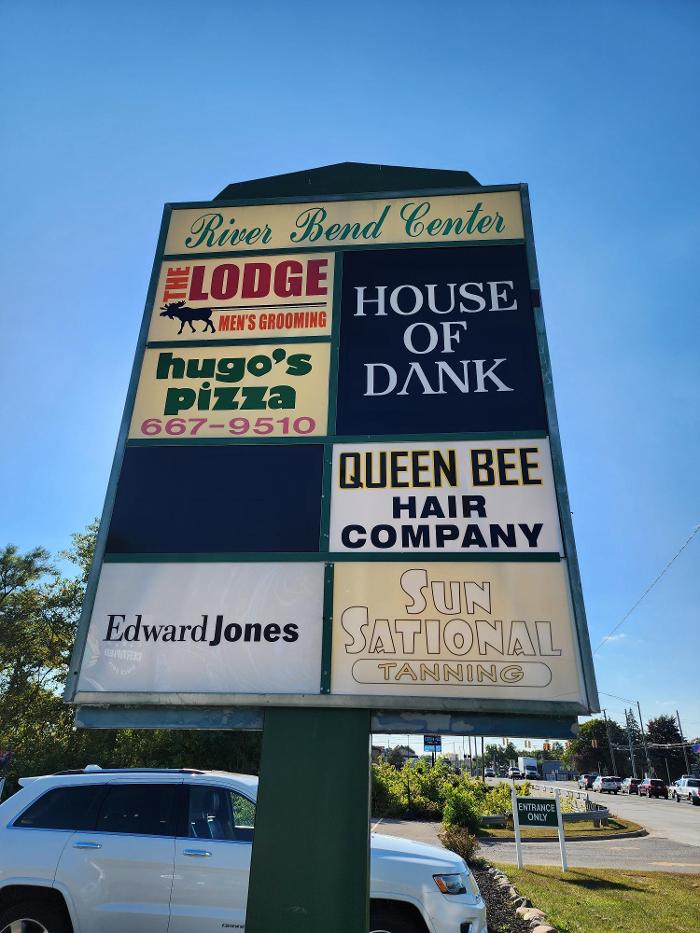 River Bend Center
THE LODGE
MEN'S GROOMING
HOUSE
OF
DANK
hugo's
pizza
667-9510
QUEEN BEE
HAIR
COMPANY
Edward Jones
SUN
SATIONAL
TANNING
ENTRANCE
ONLY